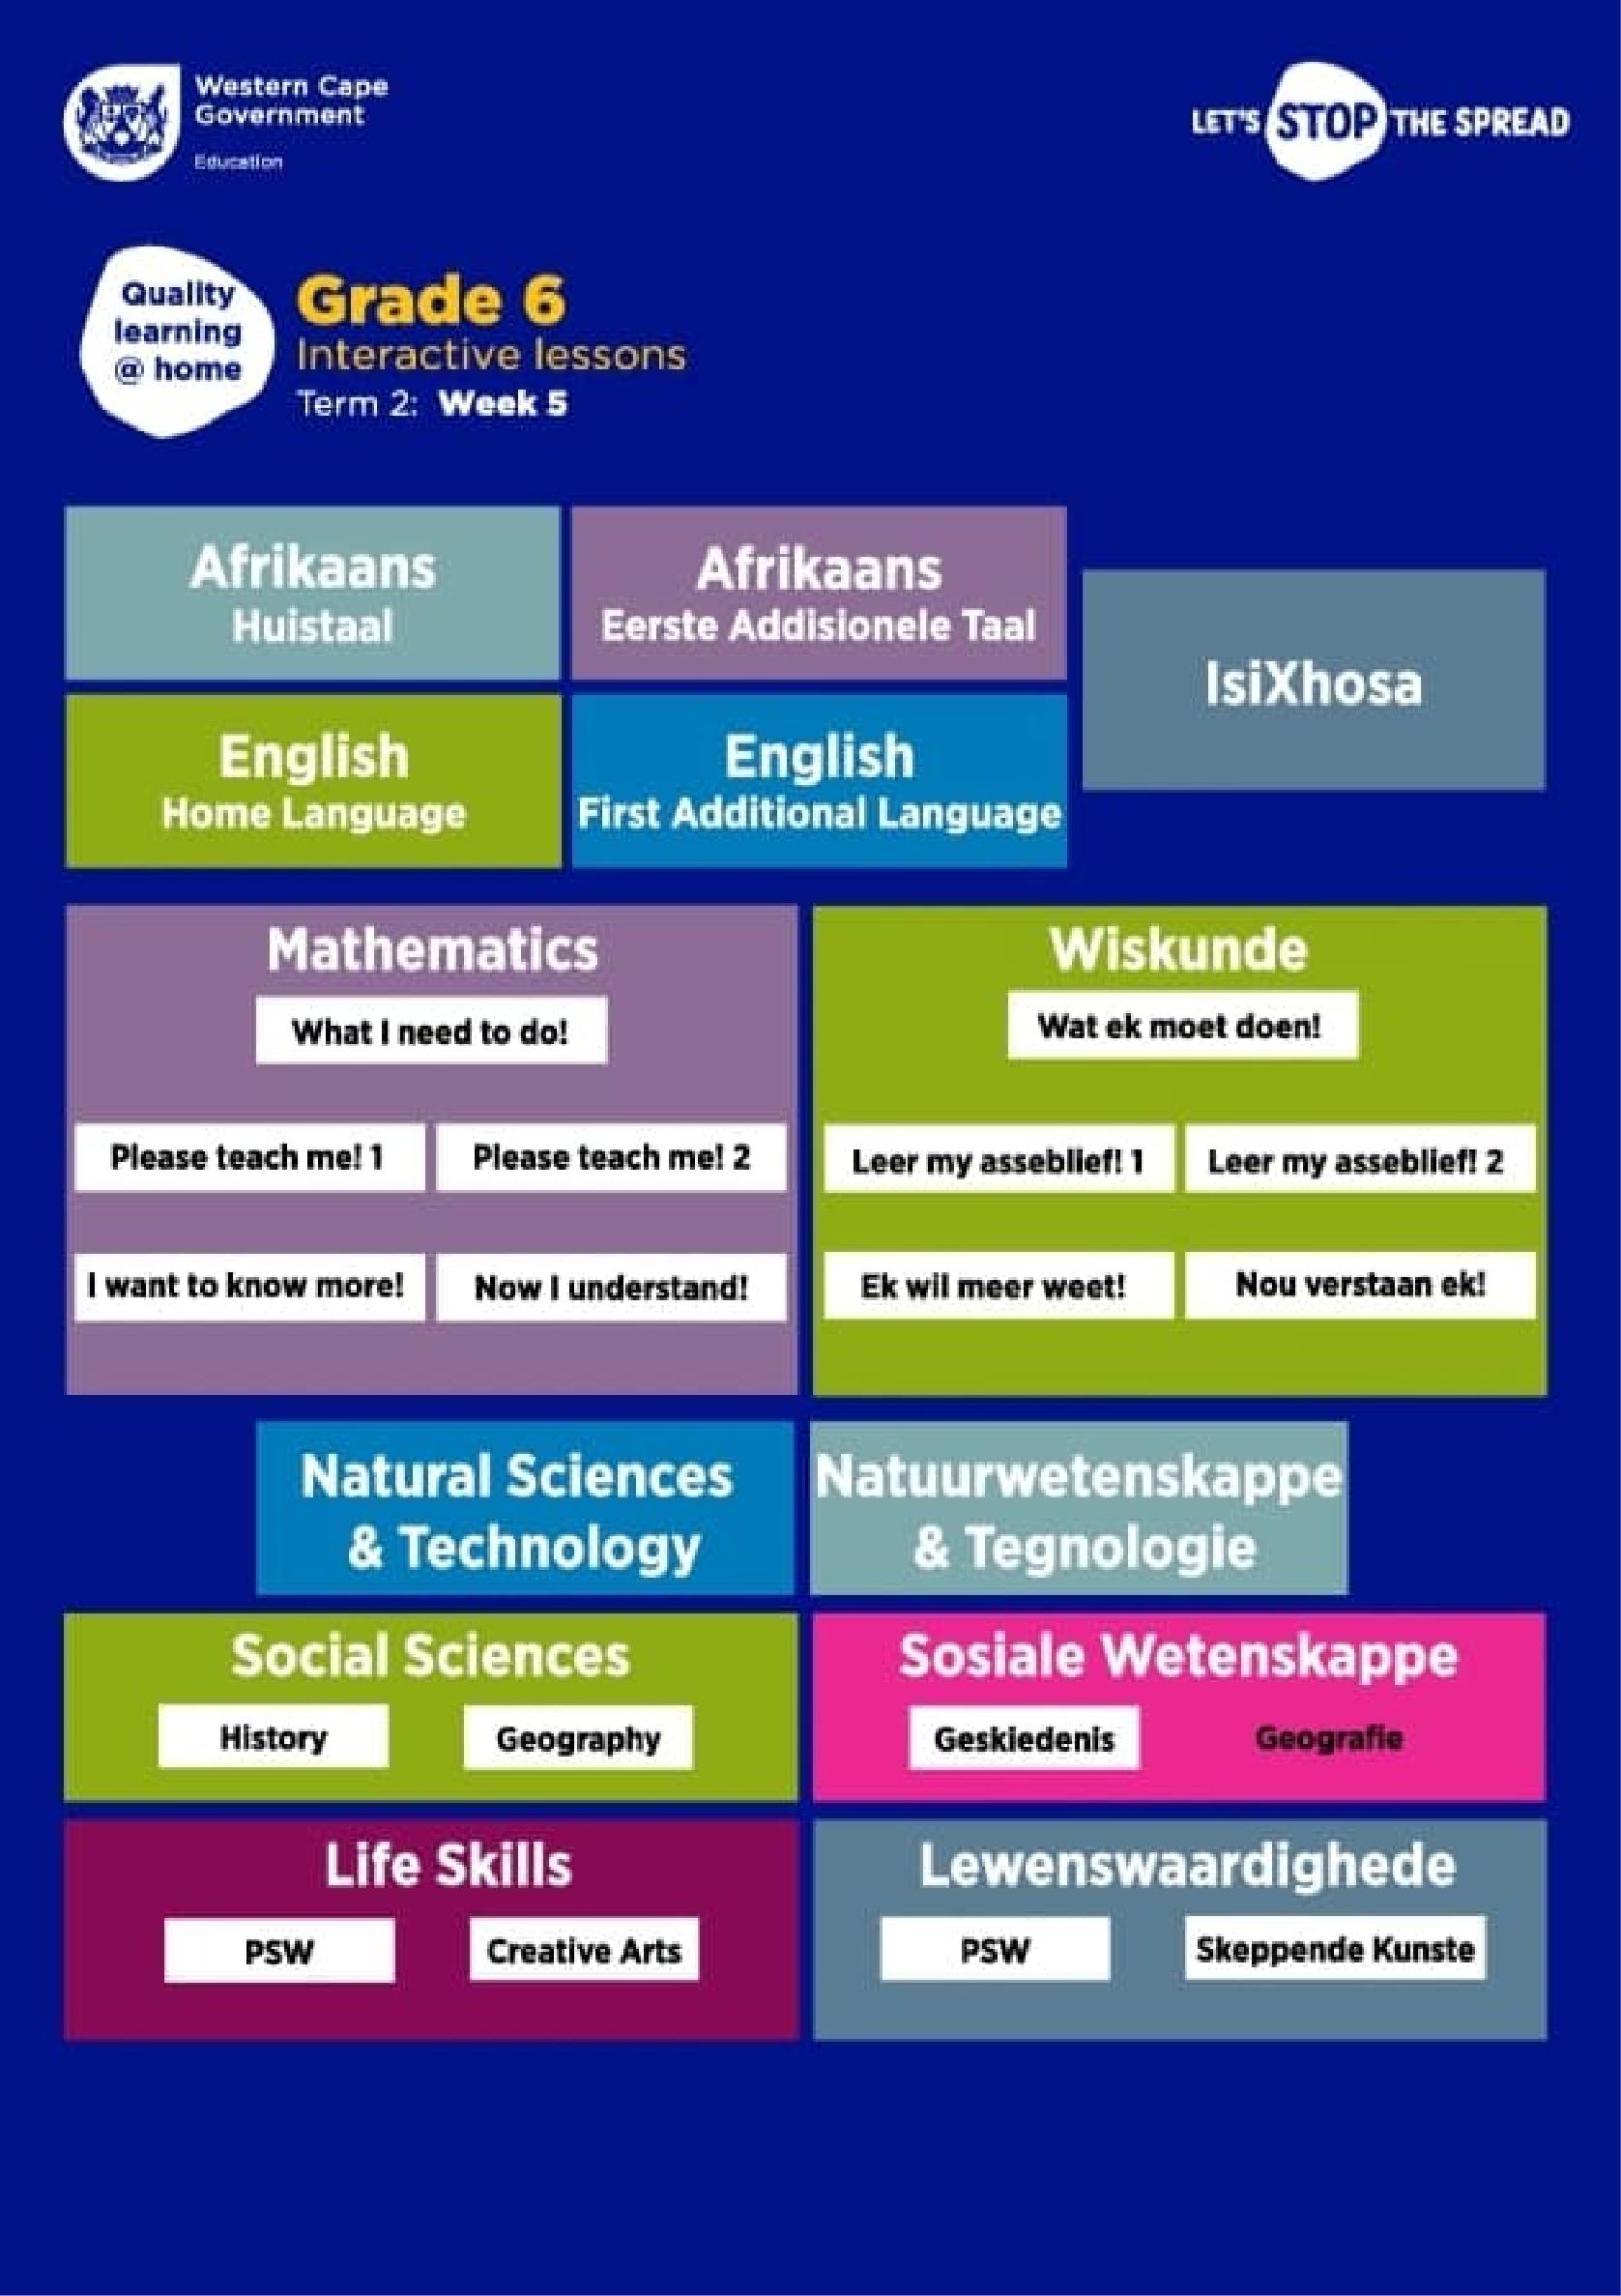 Western Cape
Government
Education
LET'S STOP THE SPREAD
Quality
learning
@ home
Grade 6
Interactive lessons
Term 2: Week 5
Afrikaans
Huistaal
Afrikaans
Eerste Addisionele Taal
IsiXhosa
English
Home Language
English
First Additional Language
Mathematics
What I need to do!
Please teach me! 1
Please teach me! 2
I want to know more!
Now I understand!
Wiskunde
Wat ek moet doen!
Leer my asseblief! 1
Leer my asseblief! 2
Ek wil meer weet!
Nou verstaan ek!
Natural Sciences
& Technology
Natuurwetenskappe
& Tegnologie
Social Sciences
History
Geography
Sosiale Wetenskappe
Geskiedenis
Geografie
Life Skills
PSW
Creative Arts
Lewenswaardighede
PSW
Skeppende Kunste